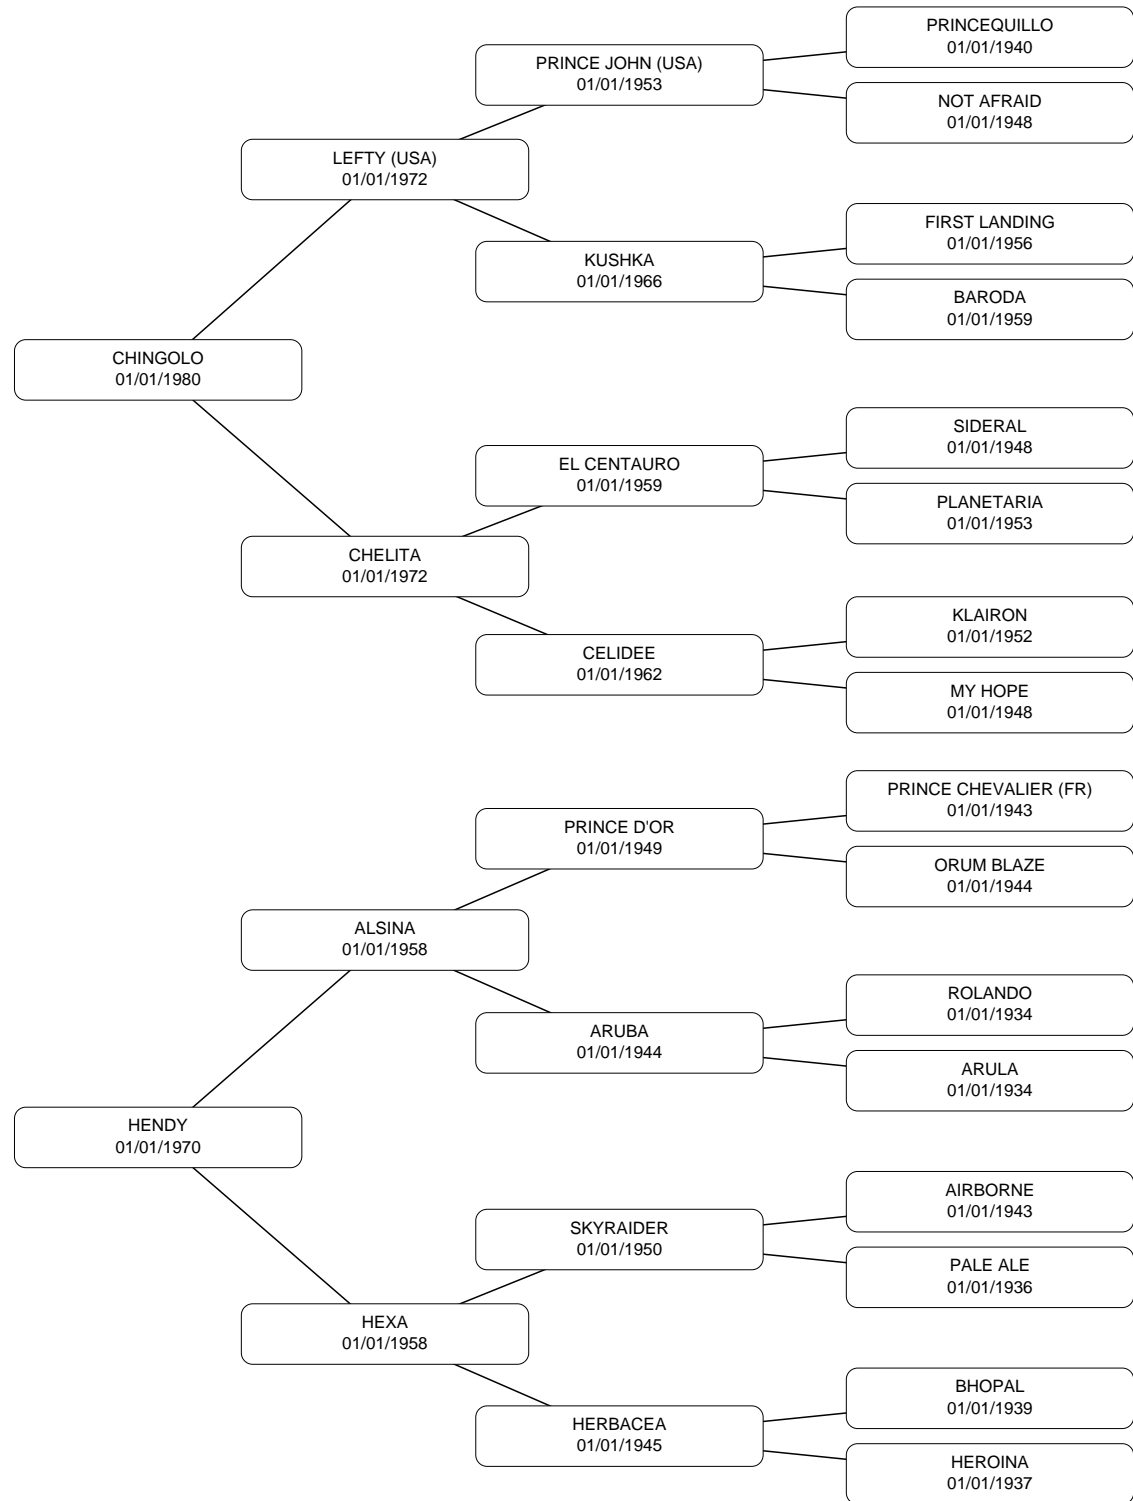 PRINCEQUILLO
01/01/1940
PRINCE JOHN (USA)
01/01/1953
NOT AFRAID
01/01/1948
LEFTY (USA)
01/01/1972
FIRST LANDING
01/01/1956
KUSHKA
01/01/1966
BARODA
01/01/1959
CHINGOLO
01/01/1980
SIDERAL
01/01/1948
EL CENTAURO
01/01/1959
PLANETARIA
01/01/1953
CHELITA
01/01/1972
KLAIRON
01/01/1952
CELIDEE
01/01/1962
MY HOPE
01/01/1948
PRINCE CHEVALIER (FR)
01/01/1943
PRINCE D'OR
01/01/1949
ORUM BLAZE
01/01/1944
ALSINA
01/01/1958
ROLANDO
01/01/1934
ARUBA
01/01/1944
ARULA
01/01/1934
HENDY
01/01/1970
AIRBORNE
01/01/1943
SKYRAIDER
01/01/1950
PALE ALE
01/01/1936
HEXA
01/01/1958
BHOPAL
01/01/1939
HERBACEA
01/01/1945
HEROINA
01/01/1937